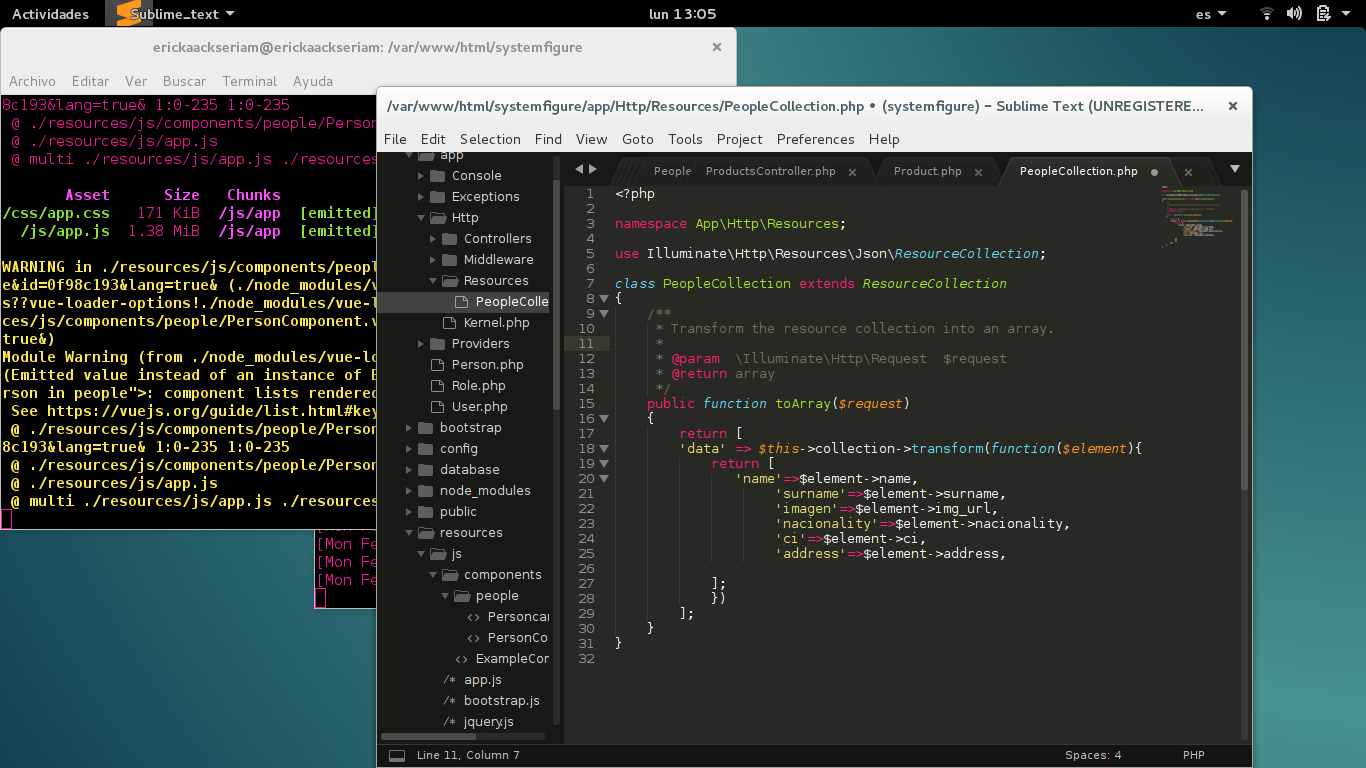 Actividades Sublime_text lun 13:05 es
erickaackseriam@erickaackseriam: /var/www/html/systemfigure ×
Archivo Editar Ver Buscar Terminal Ayuda
8c193&lang=true& 1:0-235 1:0-235
@ ./resources/js/components/people/Person
@ ./resources/js/app.js
@ multi ./resources/js/app.js ./resources
Asset Size Chunks
/css/app.css 171 KiB /js/app [emitted]
/js/app.js 1.38 MiB /js/app [emitted]
WARNING in ./resources/js/components/peopl
e&id=0f98c193&lang=true& (./node_modules/v
s??vue-loader-options!./node_modules/vue-l
ces/js/components/people/PersonComponent.v
true&)
Module Warning (from ./node_modules/vue-lo
(Emitted value instead of an instance of E
rson in people">: component lists rendered
See https://vuejs.org/guide/list.html#key
@ ./resources/js/components/people/Person
8c193&lang=true& 1:0-235 1:0-235
@ ./resources/js/components/people/Person
@ ./resources/js/app.js
@ multi ./resources/js/app.js ./resources
[Mon Fe
[Mon Fe
[Mon Fe
/var/www/html/systemfigure/app/Http/Resources/PeopleCollection.php • (systemfigure) – Sublime Text (UNREGISTERE... ×
File Edit Selection Find View Goto Tools Project Preferences Help
app
Console
Exceptions
Http
Controllers
Middleware
Resources
PeopleColle
Kernel.php
Providers
Person.php
Role.php
User.php
bootstrap
config
database
node_modules
public
resources
js
components
people
Personcar
PersonCo
ExampleCor
app.js
bootstrap.js
jquery.js
People ProductsController.php × Product.php × PeopleCollection.php • ×
1 <?php
2
3 namespace App\Http\Resources;
4
5 use Illuminate\Http\Resources\Json\ResourceCollection;
6
7 class PeopleCollection extends ResourceCollection
8 {
9 /**
10 * Transform the resource collection into an array.
11 *
12 * @param  \Illuminate\Http\Request  $request
13 * @return array
14 */
15 public function toArray($request)
16 {
17 return [
18 'data' => $this->collection->transform(function($element){
19 return [
20 'name'=>$element->name,
21 'surname'=>$element->surname,
22 'imagen'=>$element->img_url,
23 'nacionality'=>$element->nacionality,
24 'ci'=>$element->ci,
25 'address'=>$element->address,
26
27 ];
28 })
29 ];
30 }
31 }
32
Line 11, Column 7 Spaces: 4 PHP